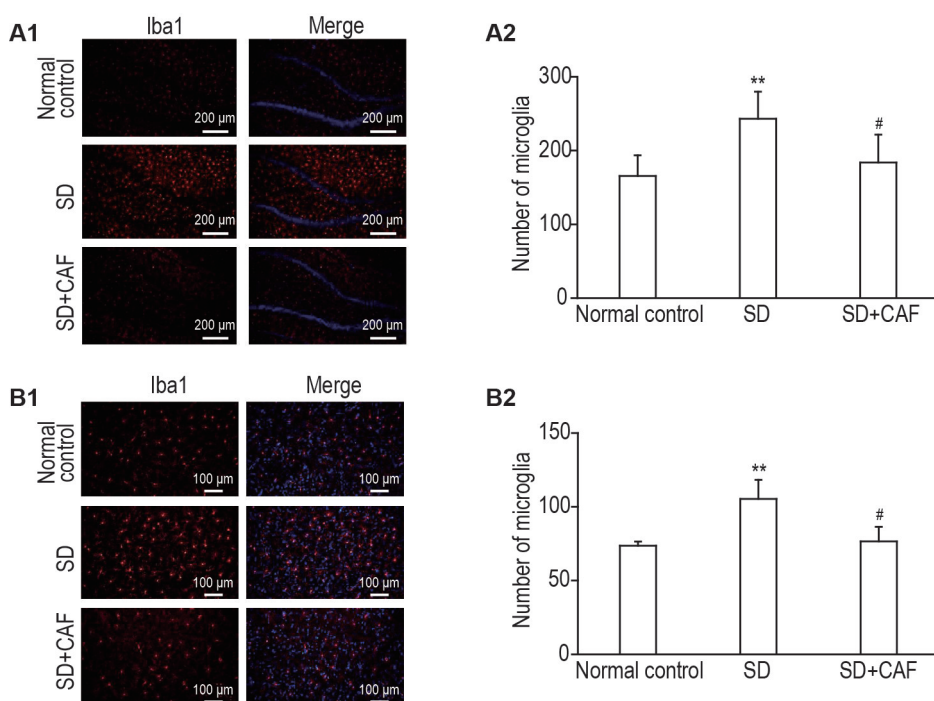 A1
Iba1 Merge
Normal control
200 µm 200 µm
SD
200 µm 200 µm
SD+CAF
200 µm 200 µm
A2
Number of microglia
300
200
100
0
**
#
Normal control SD SD+CAF
B1
Iba1 Merge
Normal control
100 µm 100 µm
SD
100 µm 100 µm
SD+CAF
100 µm 100 µm
B2
Number of microglia
150
100
50
0
**
#
Normal control SD SD+CAF